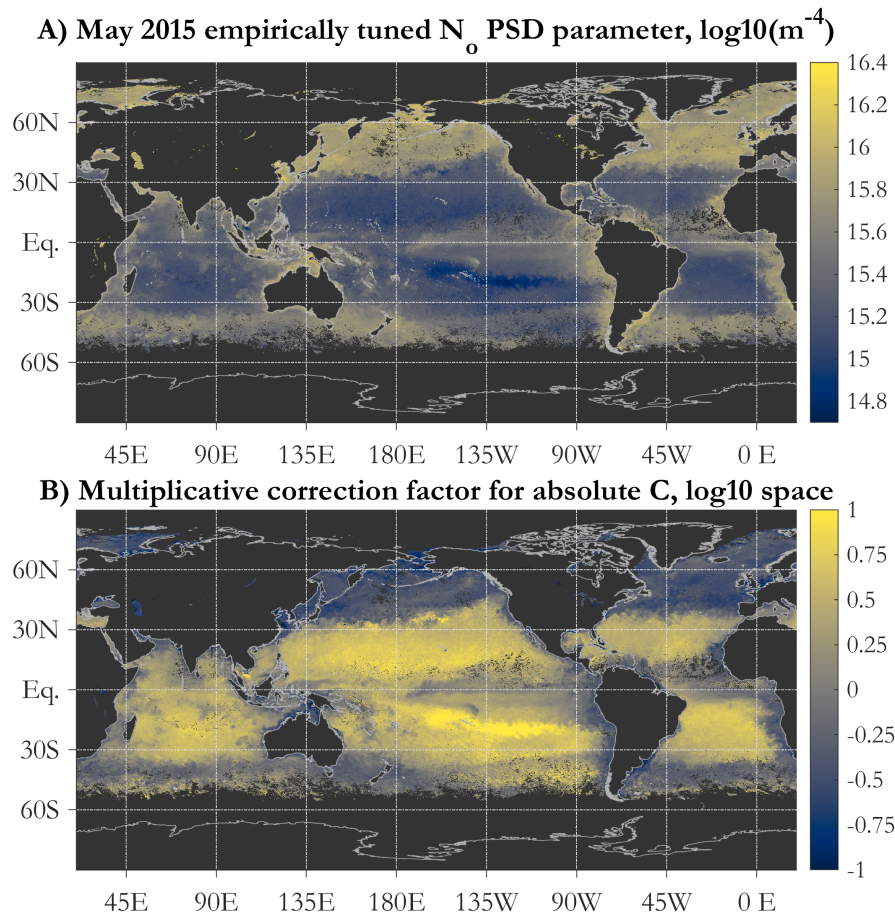 A) May 2015 empirically tuned N_o PSD parameter, log10(m^-4)
60N
30N
Eq.
30S
60S
45E 90E 135E 180E 135W 90W 45W 0 E
16.4
16.2
16
15.8
15.6
15.4
15.2
15
14.8
B) Multiplicative correction factor for absolute C, log10 space
60N
30N
Eq.
30S
60S
45E 90E 135E 180E 135W 90W 45W 0 E
1
0.75
0.5
0.25
0
-0.25
-0.5
-0.75
-1